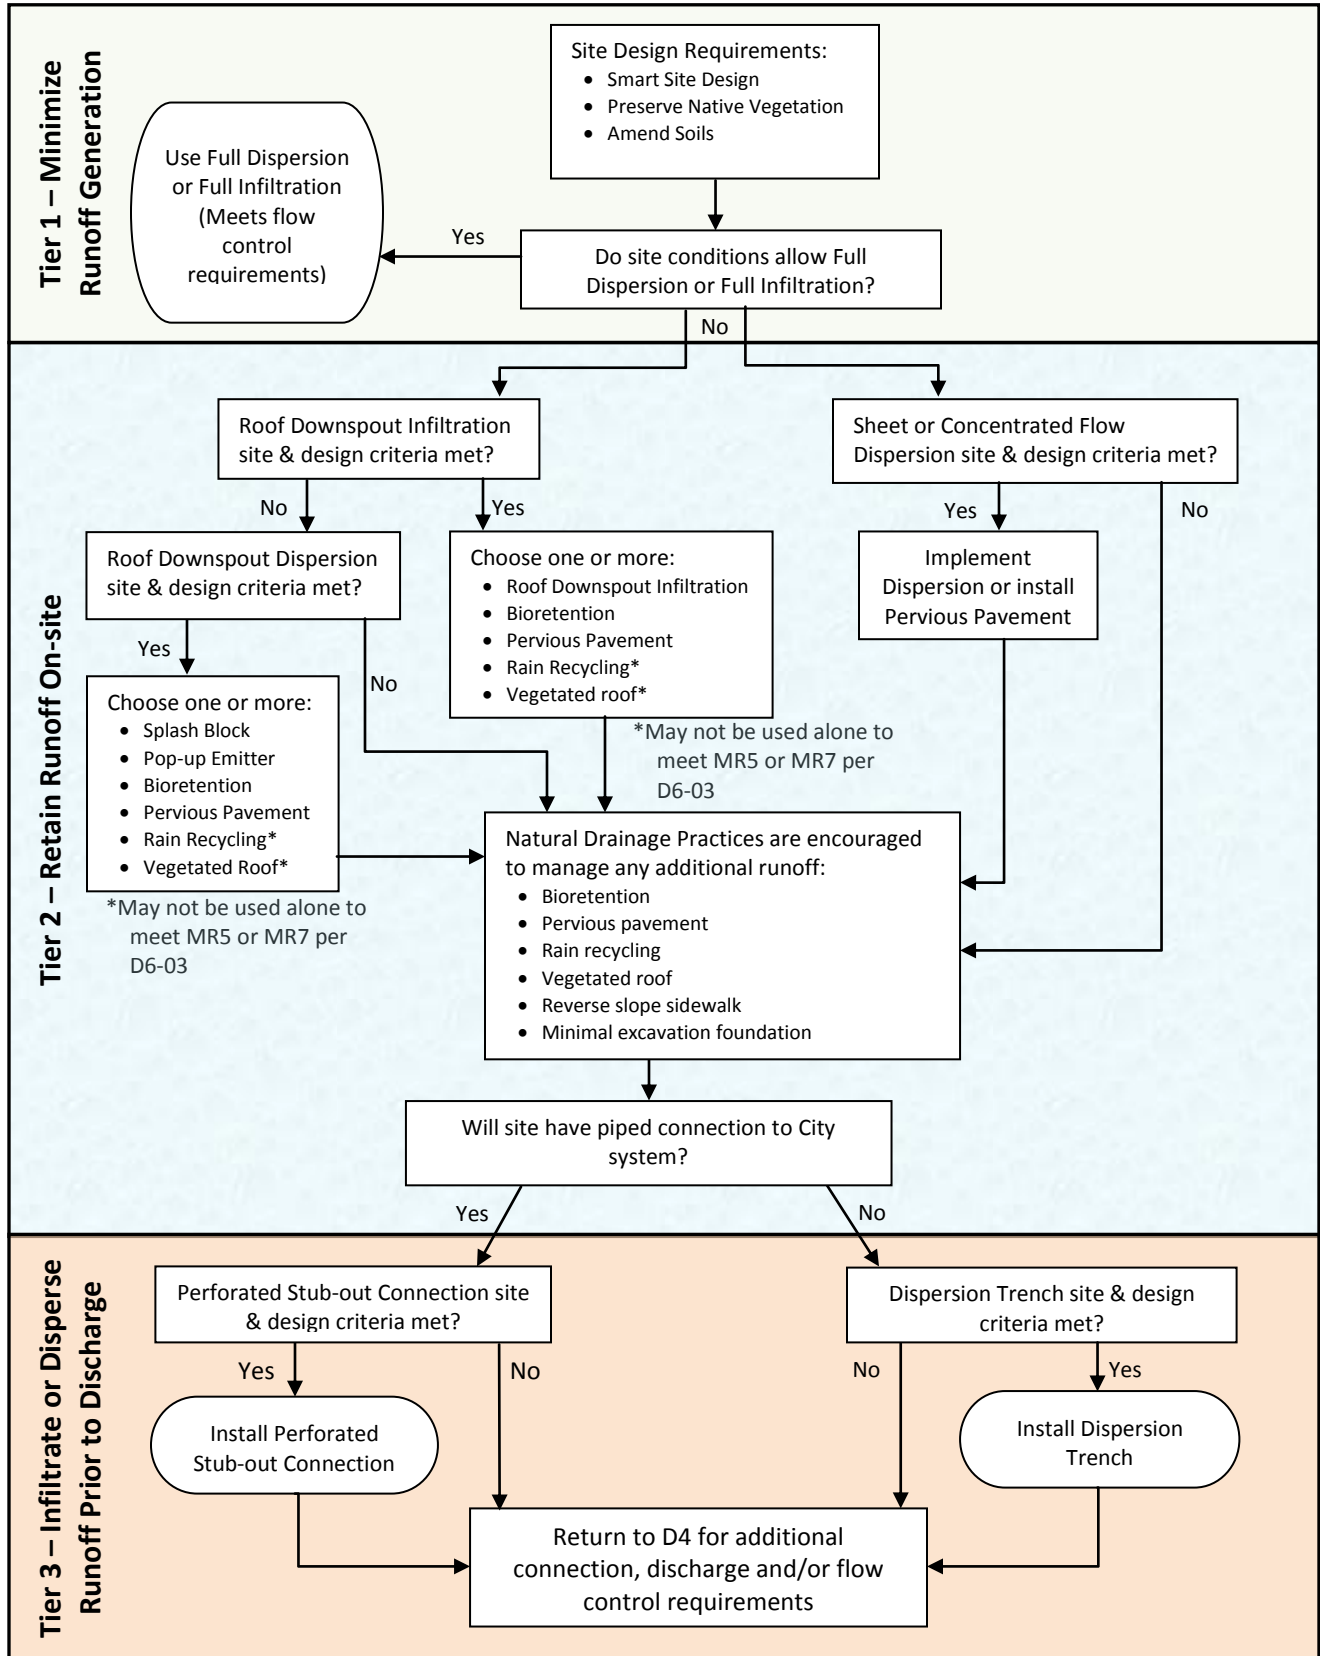 Tier 1 – Minimize
Runoff Generation
Site Design Requirements:
• Smart Site Design
• Preserve Native Vegetation
• Amend Soils
Use Full Dispersion
or Full Infiltration
(Meets flow
control
requirements)
Yes
Do site conditions allow Full
Dispersion or Full Infiltration?
No
Tier 2 – Retain Runoff On-site
Roof Downspout Infiltration
site & design criteria met?
Sheet or Concentrated Flow
Dispersion site & design criteria met?
No
Yes
Yes
No
Roof Downspout Dispersion
site & design criteria met?
Choose one or more:
• Roof Downspout Infiltration
• Bioretention
• Pervious Pavement
• Rain Recycling*
• Vegetated roof*
Implement
Dispersion or install
Pervious Pavement
Yes
No
Choose one or more:
• Splash Block
• Pop-up Emitter
• Bioretention
• Pervious Pavement
• Rain Recycling*
• Vegetated Roof*
*May not be used alone to
meet MR5 or MR7 per
D6-03
*May not be used alone to
meet MR5 or MR7 per
D6-03
Natural Drainage Practices are encouraged
to manage any additional runoff:
• Bioretention
• Pervious pavement
• Rain recycling
• Vegetated roof
• Reverse slope sidewalk
• Minimal excavation foundation
Will site have piped connection to City
system?
Yes
No
Tier 3 – Infiltrate or Disperse
Runoff Prior to Discharge
Perforated Stub-out Connection site
& design criteria met?
Dispersion Trench site & design
criteria met?
Yes
No
No
Yes
Install Perforated
Stub-out Connection
Install Dispersion
Trench
Return to D4 for additional
connection, discharge and/or flow
control requirements